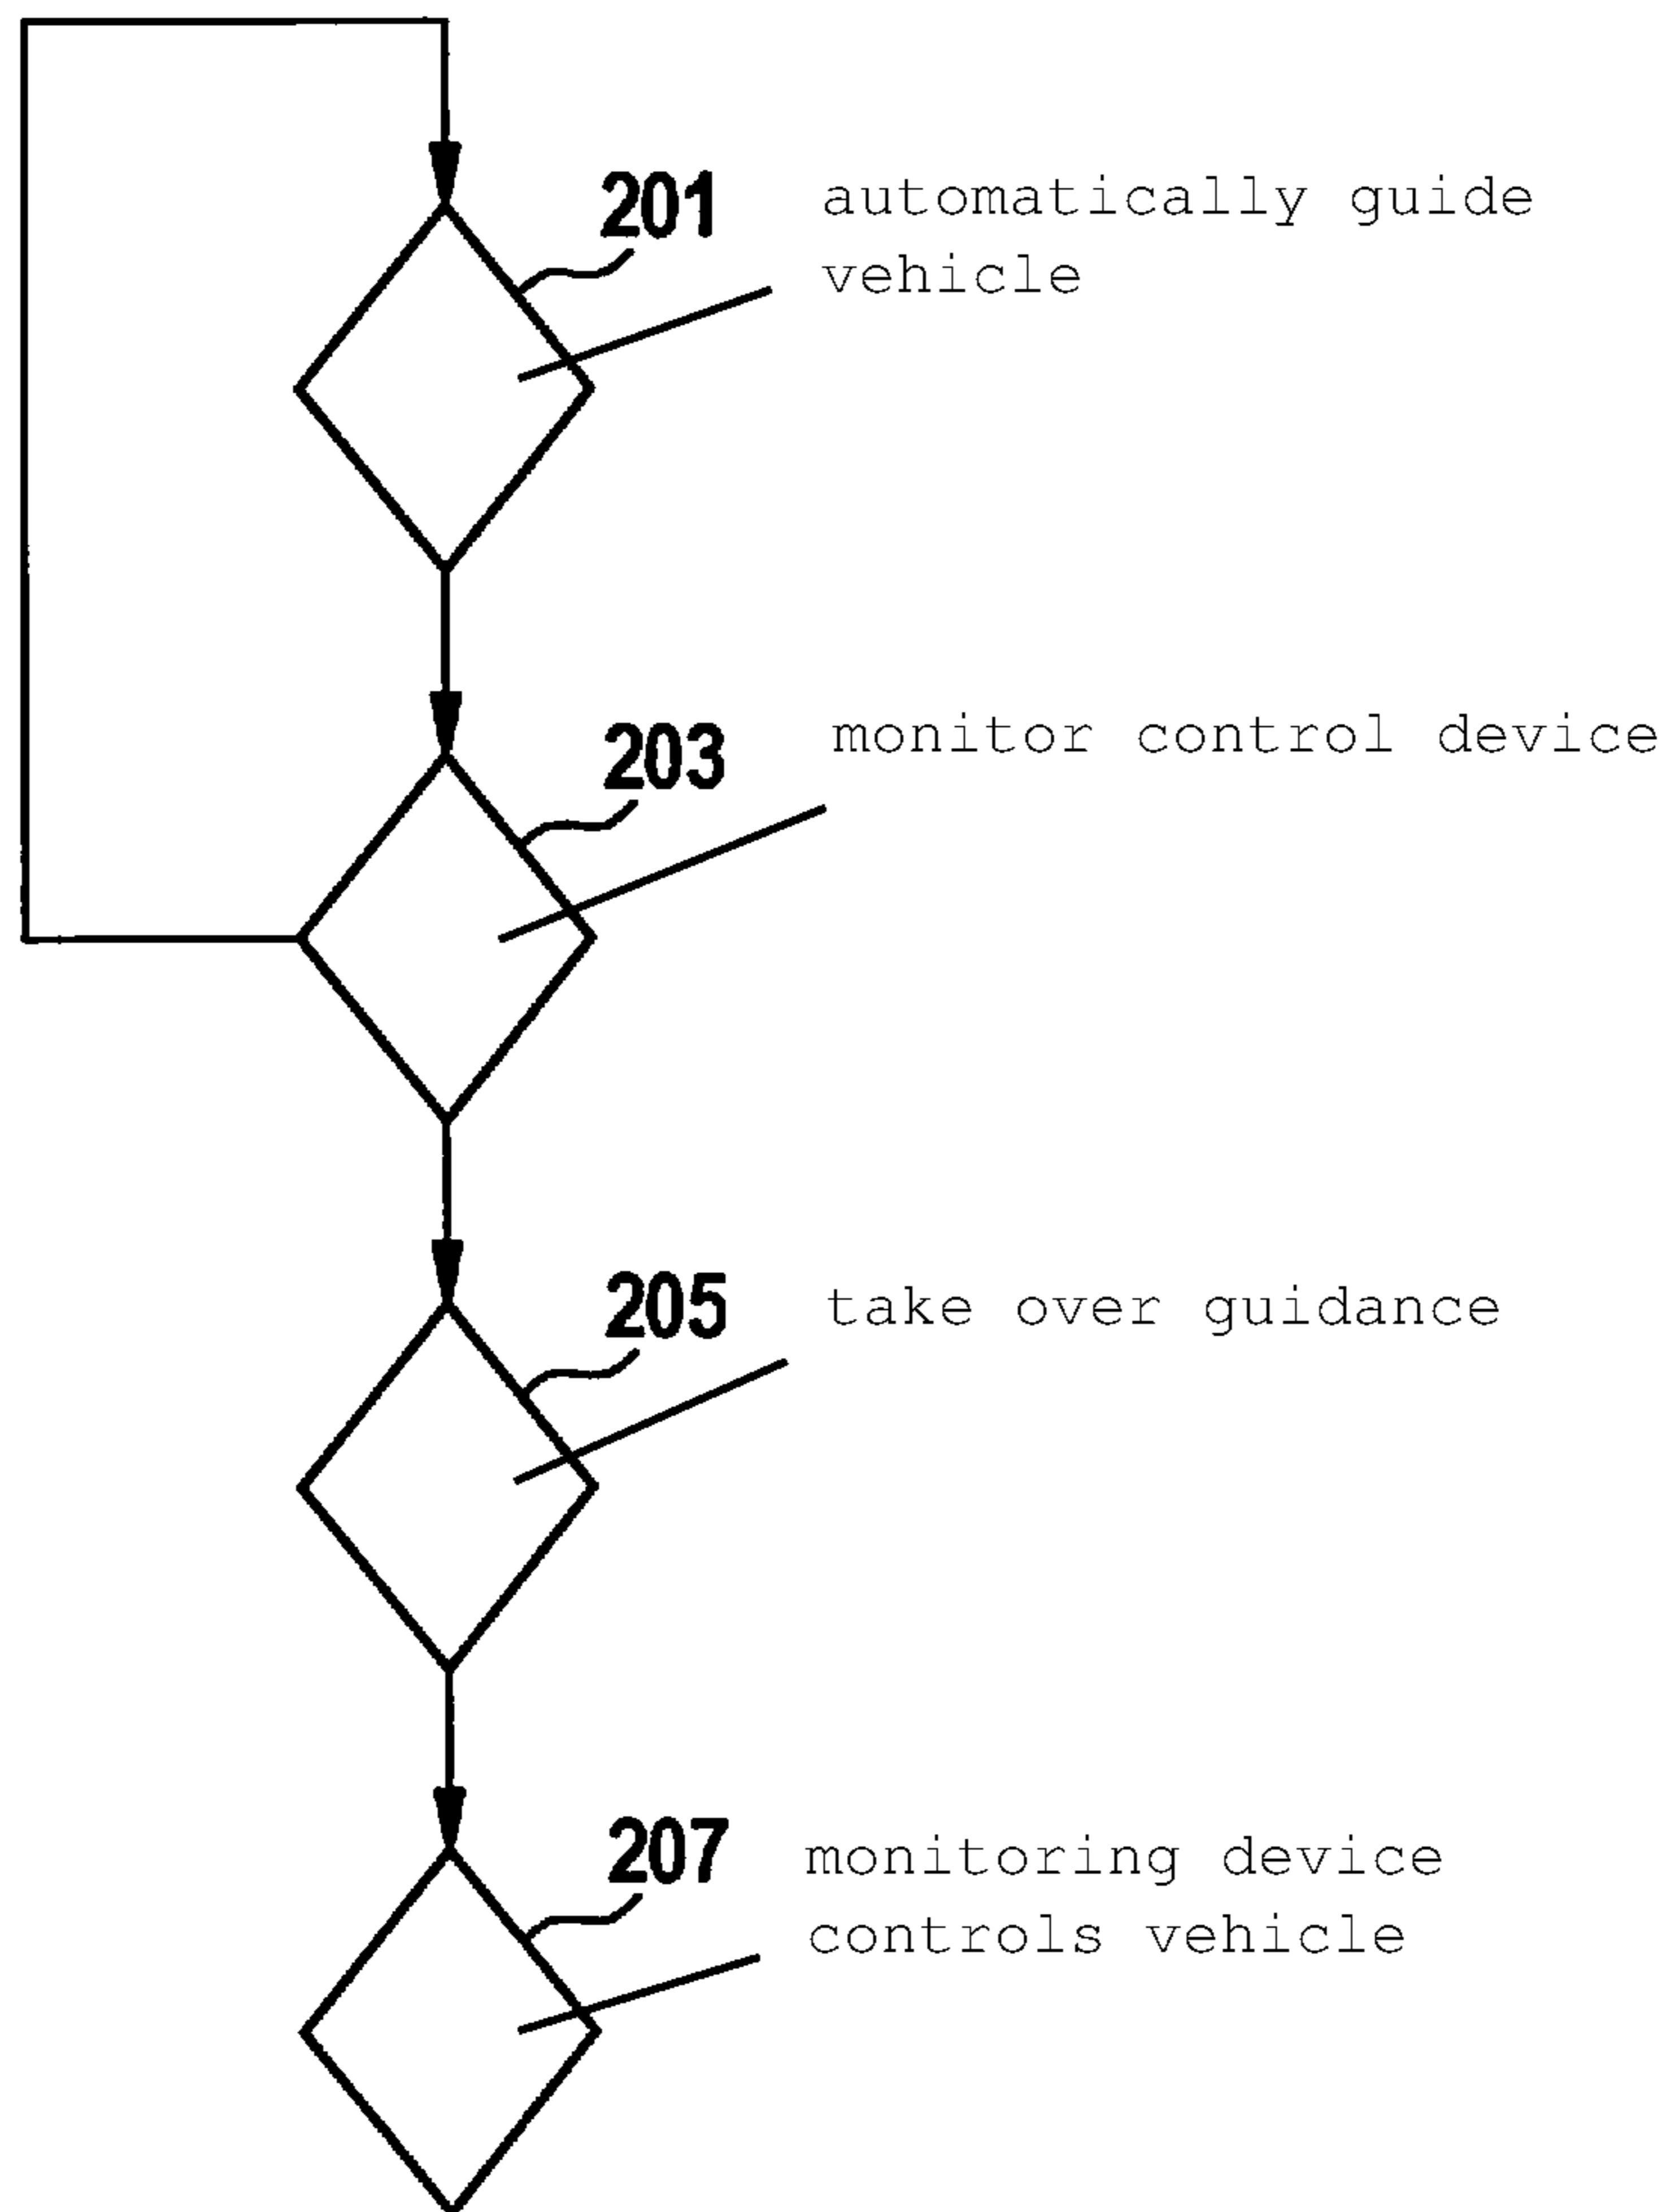 201
automatically guide
vehicle
203
monitor control device
205
take over guidance
207
monitoring device
controls vehicle